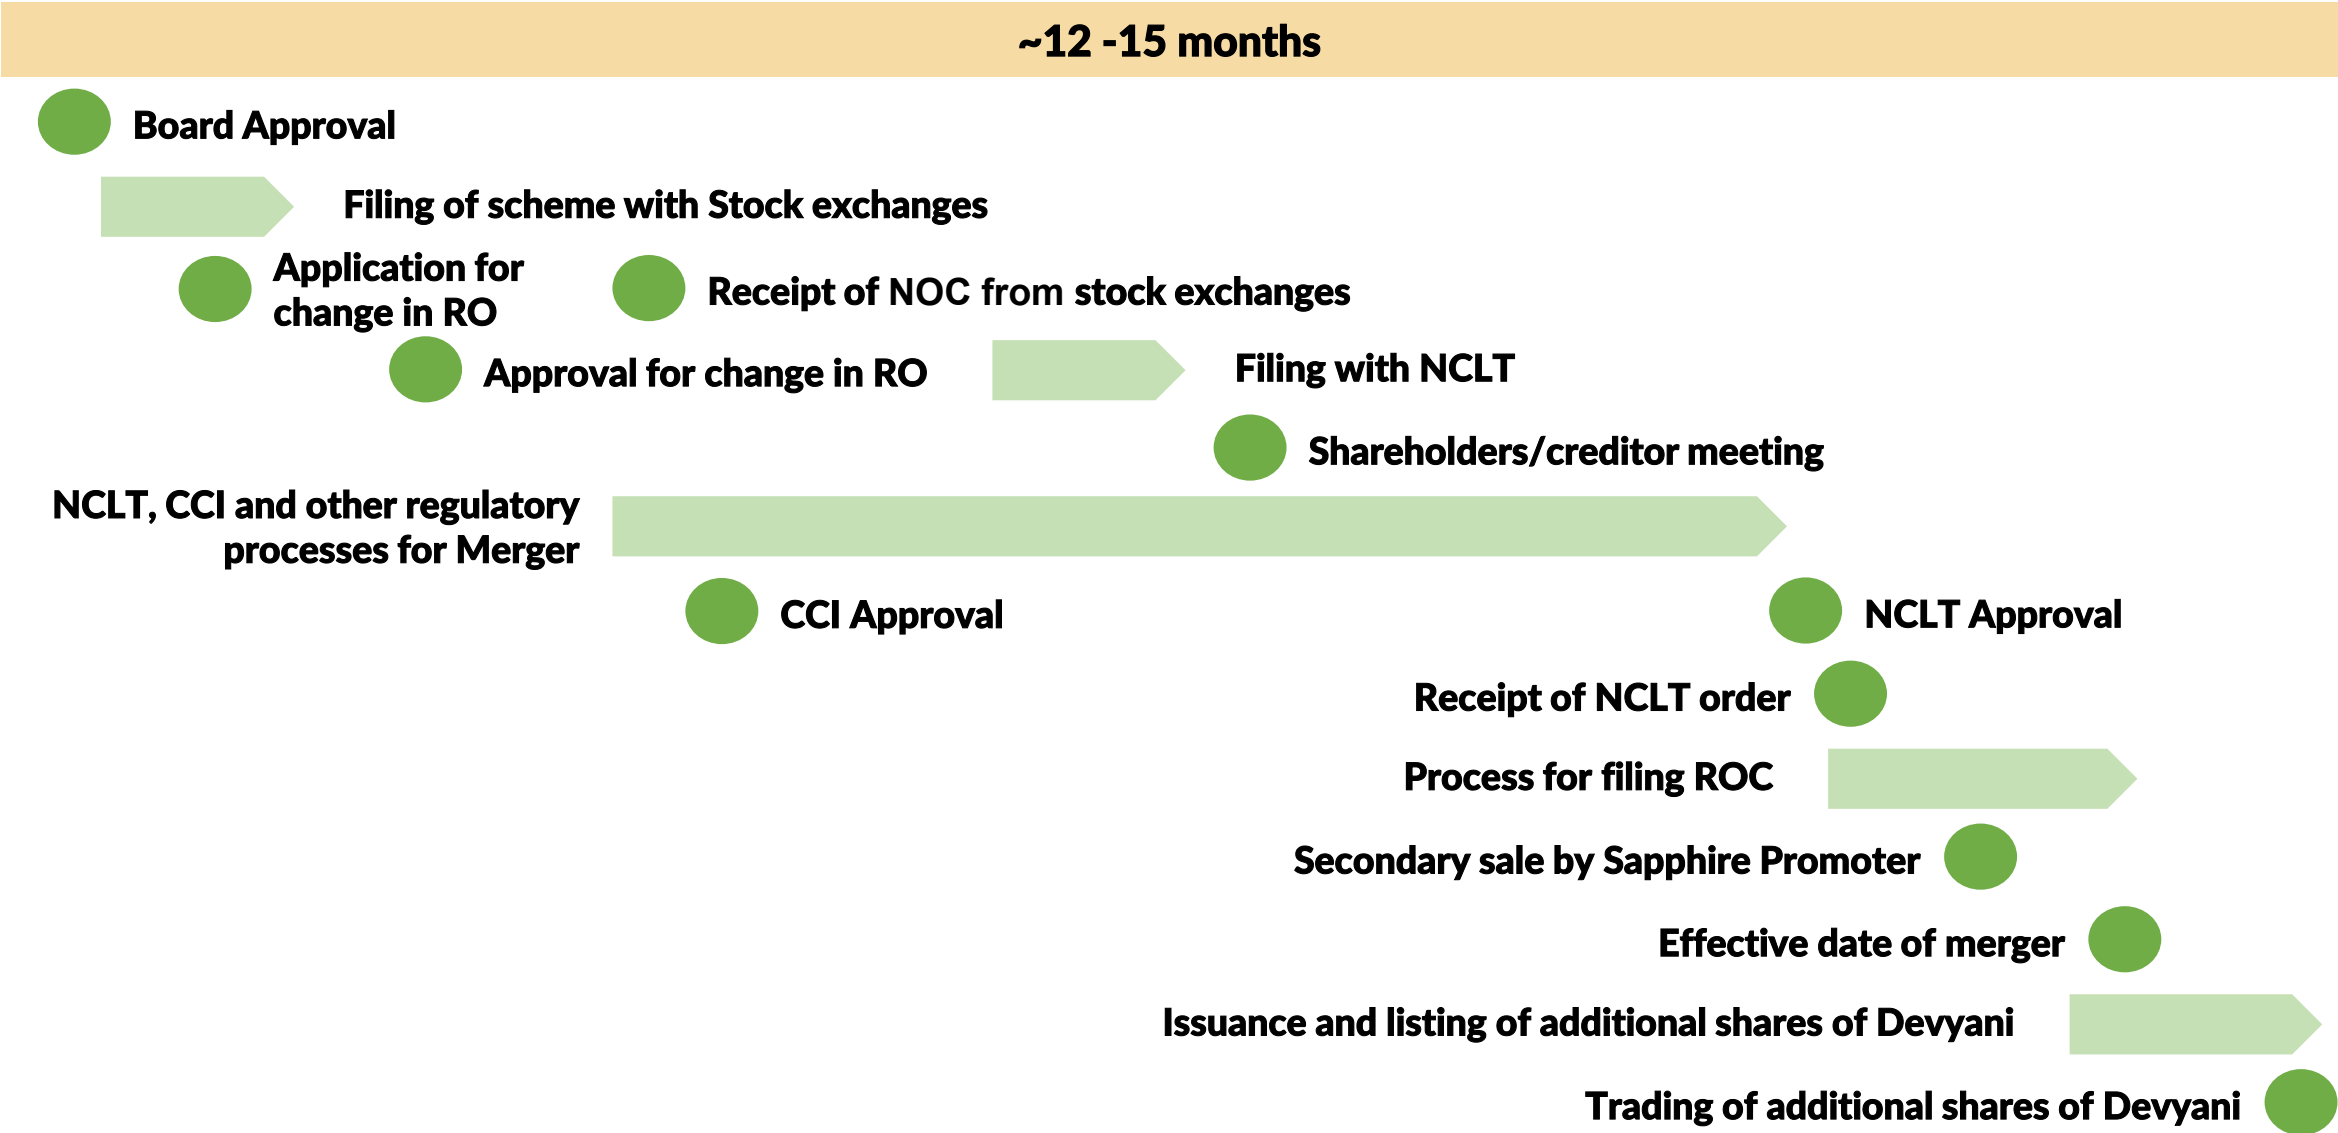 ~12 -15 months
Board Approval
Filing of scheme with Stock exchanges
Application for
change in RO
Receipt of NOC from stock exchanges
Approval for change in RO
Filing with NCLT
Shareholders/creditor meeting
NCLT, CCI and other regulatory
processes for Merger
CCI Approval
NCLT Approval
Receipt of NCLT order
Process for filing ROC
Secondary sale by Sapphire Promoter
Effective date of merger
Issuance and listing of additional shares of Devyani
Trading of additional shares of Devyani